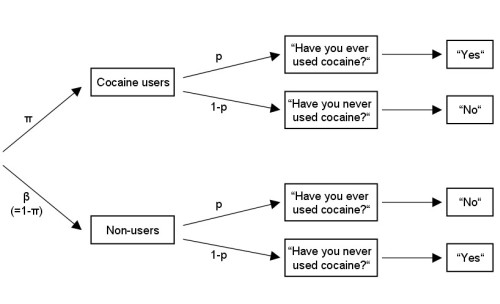 π
Cocaine users
p
“Have you ever
used cocaine?“
“Yes“
1-p
“Have you never
used cocaine?“
“No“
β
(=1-π)
Non-users
p
“Have you ever
used cocaine?“
“No“
1-p
“Have you never
used cocaine?“
“Yes“